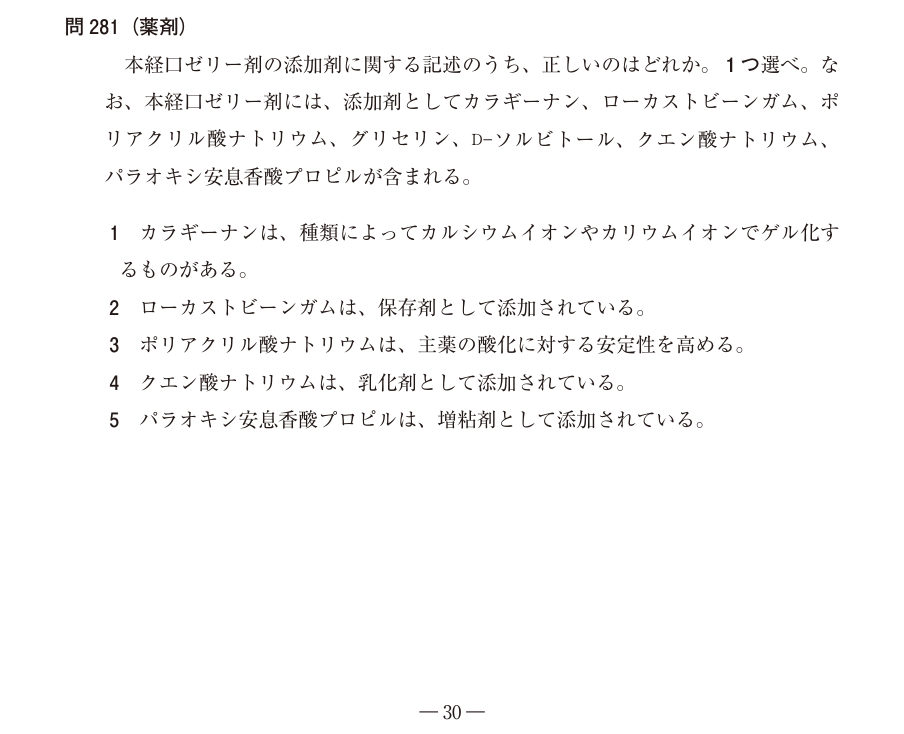 問 281（薬剤）
本経口ゼリー剤の添加剤に関する記述のうち、正しいのはどれか。1つ選べ。な
お、本経口ゼリー剤には、添加剤としてカラギーナン、ローカストビーンガム、ポ
リアクリル酸ナトリウム、グリセリン、D-ソルビトール、クエン酸ナトリウム、
パラオキシ安息香酸プロピルが含まれる。
1 カラギーナンは、種類によってカルシウムイオンやカリウムイオンでゲル化す
るものがある。
2 ローカストビーンガムは、保存剤として添加されている。
3 ポリアクリル酸ナトリウムは、主薬の酸化に対する安定性を高める。
4 クエン酸ナトリウムは、乳化剤として添加されている。
5 パラオキシ安息香酸プロピルは、増粘剤として添加されている。
— 30 —